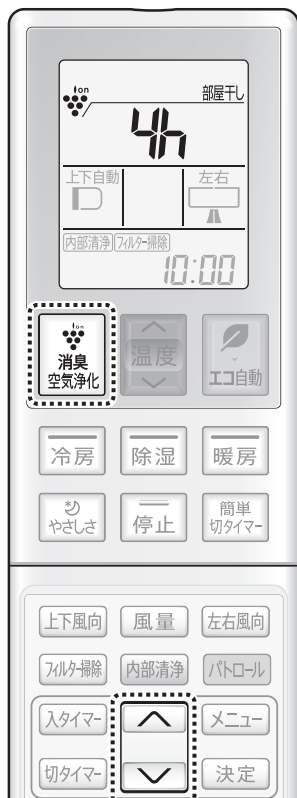 ion
部屋干し
4h
上下自動 左右
内部清浄 フィルター掃除
10:00
ion
消臭
空気浄化
温度
エコ自動
冷房 除湿 暖房
やさしさ 停止 簡単
切タイマー
上下風向 風量 左右風向
フィルター掃除 内部清浄 パトロール
入タイマー メニュー
切タイマー 決定